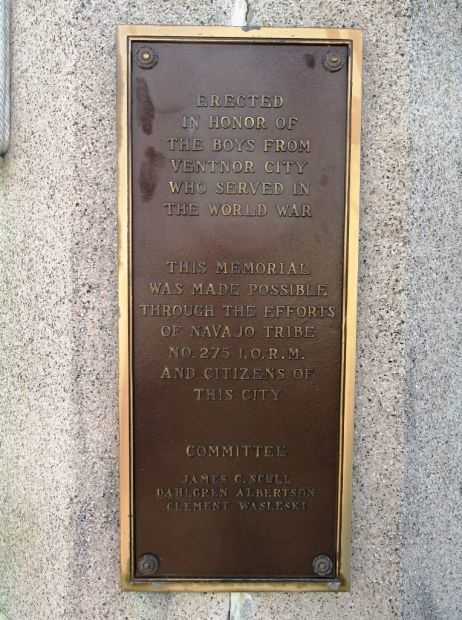 ERECTED
IN HONOR OF
THE BOYS FROM
VENTNOR CITY
WHO SERVED IN
THE WORLD WAR
THIS MEMORIAL
WAS MADE POSSIBLE
THROUGH THE EFFORTS
OF NAVAJO TRIBE
NO. 275 I.O.R.M.
AND CITIZENS OF
THIS CITY
COMMITTEE
JAMES C. SCULL
DAHLGREN ALBERTSON
CLEMENT WASLESKI